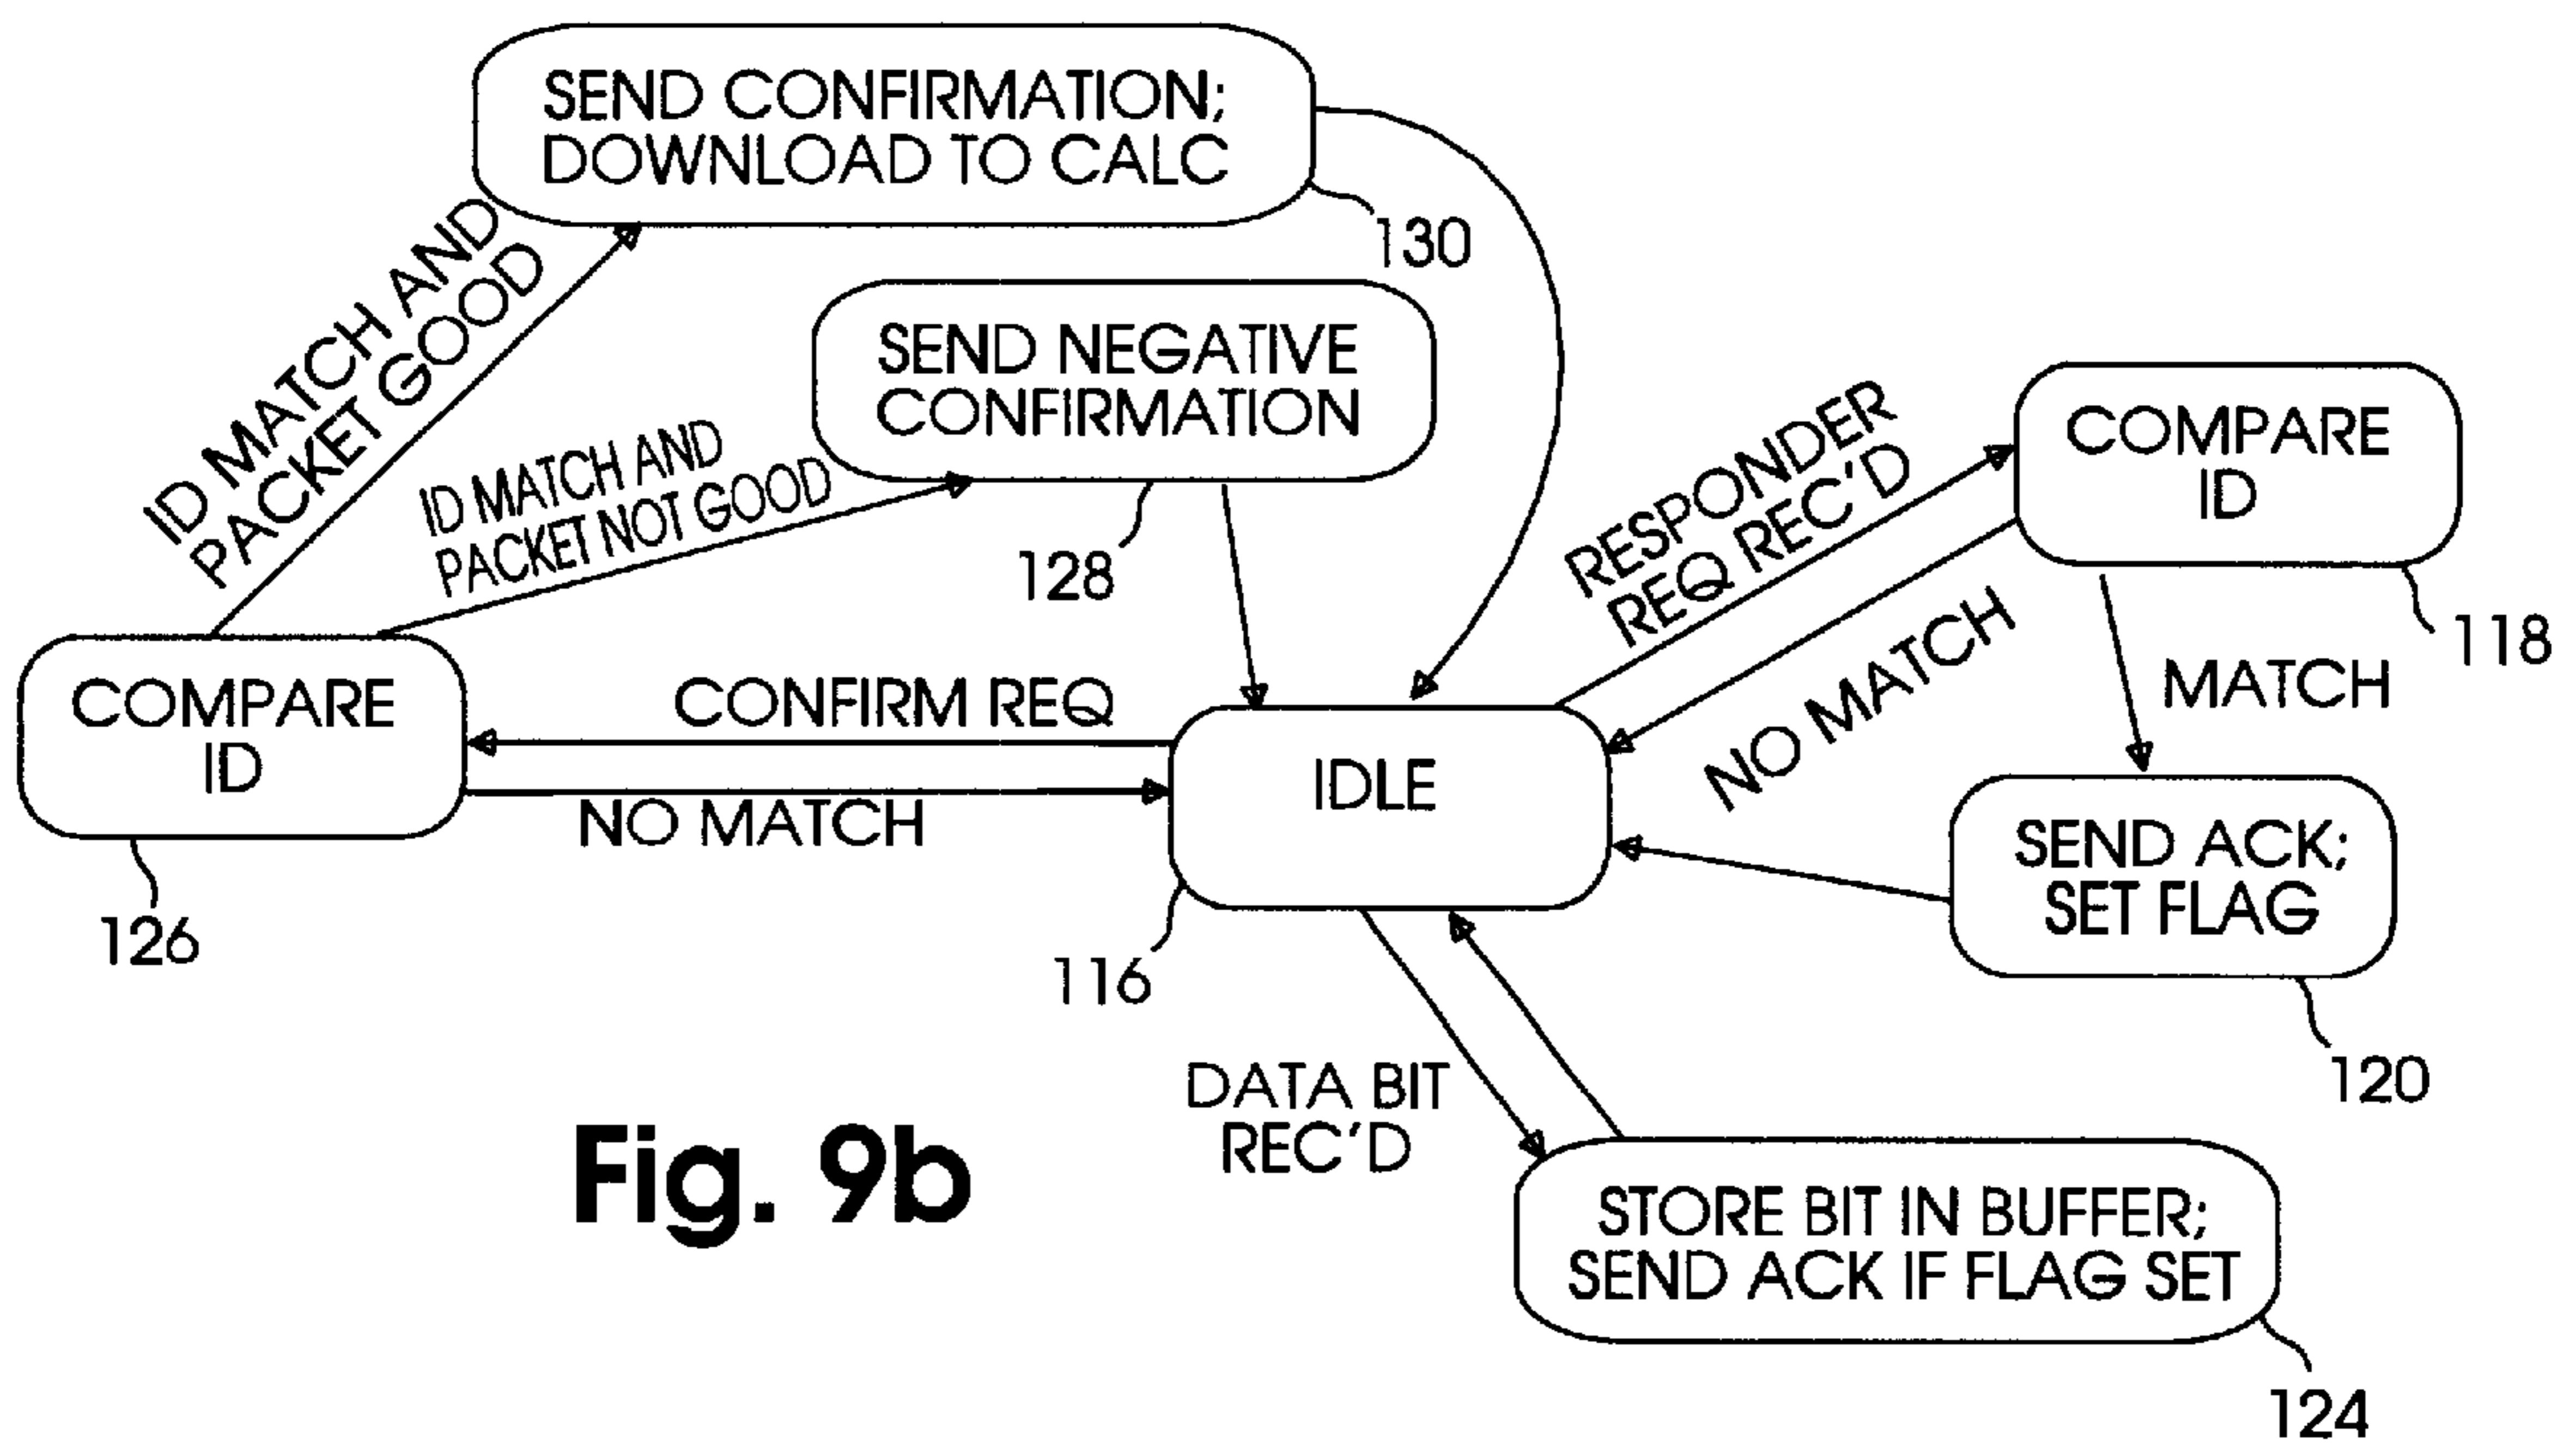 SEND CONFIRMATION;
DOWNLOAD TO CALC
130
ID MATCH AND
PACKET GOOD
SEND NEGATIVE
CONFIRMATION
128
ID MATCH AND
PACKET NOT GOOD
RESPONDER
REQ REC'D
COMPARE
ID
118
NO MATCH
MATCH
COMPARE
ID
126
CONFIRM REQ
NO MATCH
IDLE
116
SEND ACK;
SET FLAG
120
DATA BIT
REC'D
STORE BIT IN BUFFER;
SEND ACK IF FLAG SET
124
Fig. 9b